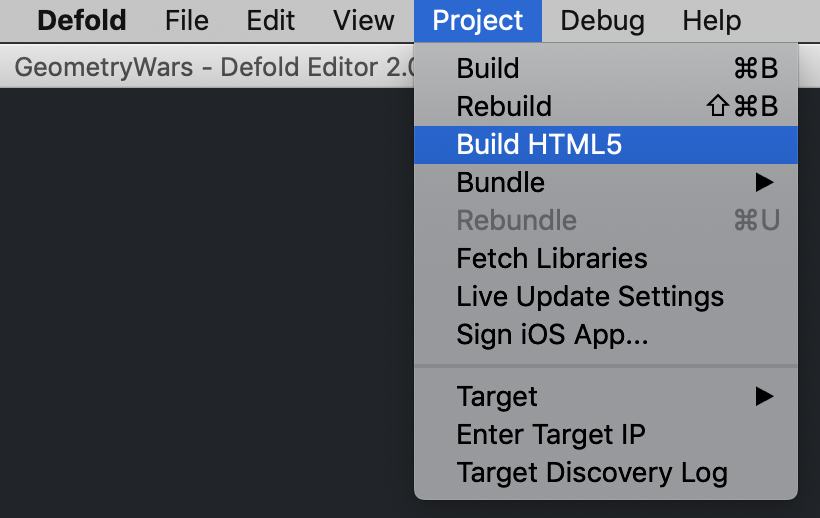 Defold File Edit View Project Debug Help
GeometryWars - Defold Editor 2.0
Build ⌘B
Rebuild ⇧⌘B
Build HTML5
Bundle ▶
Rebundle ⌘U
Fetch Libraries
Live Update Settings
Sign iOS App...
Target ▶
Enter Target IP
Target Discovery Log